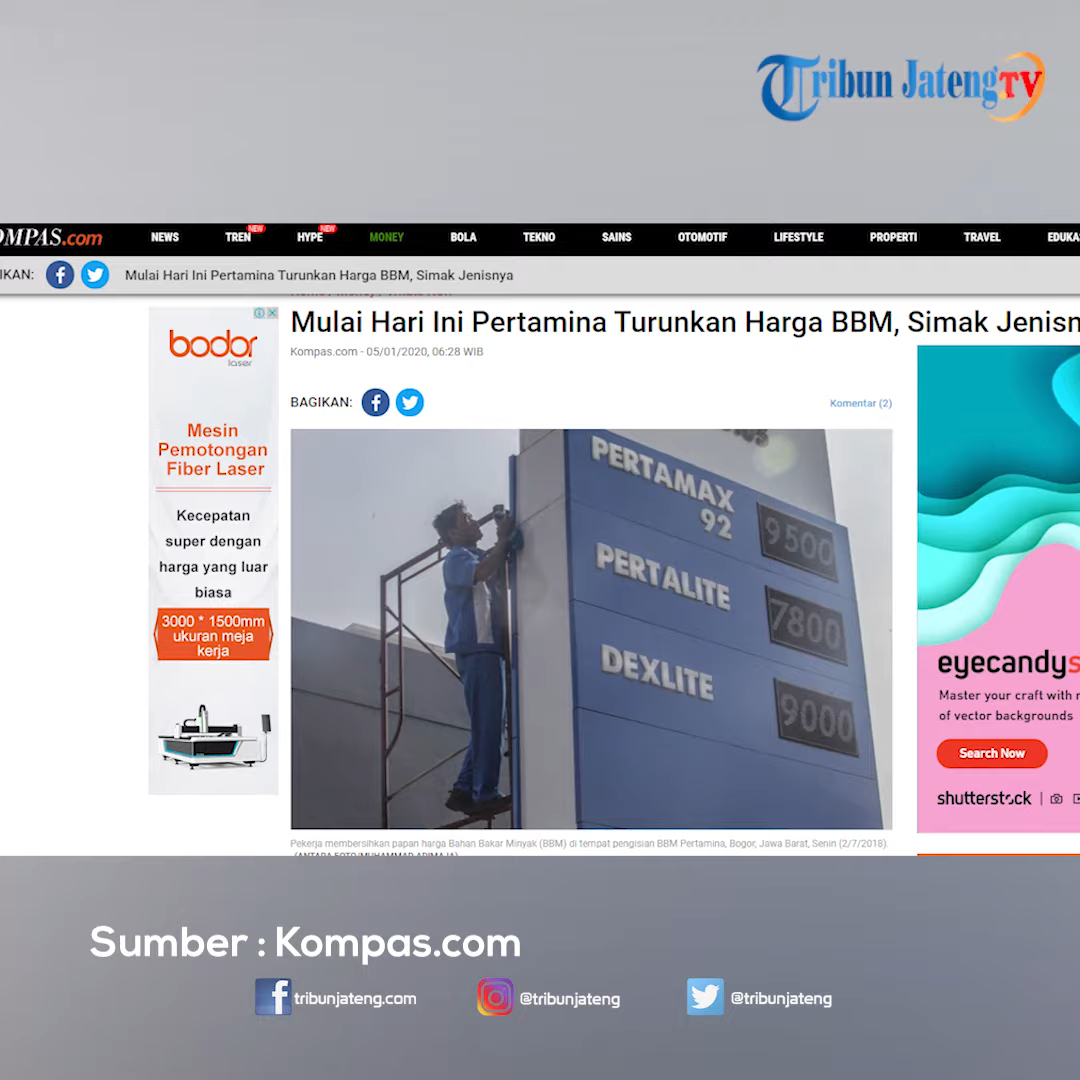 Tribun Jateng TV
OMPAS.com
NEWS
TREN
NEW
HYPE
NEW
MONEY
BOLA
TEKNO
SAINS
OTOMOTIF
LIFESTYLE
PROPERTI
TRAVEL
EDUKA
IKAN:
Mulai Hari Ini Pertamina Turunkan Harga BBM, Simak Jenisnya
Mulai Hari Ini Pertamina Turunkan Harga BBM, Simak Jenisn
Kompas.com - 05/01/2020, 06:28 WIB
BAGIKAN:
Komentar (2)
bodor
laser
Mesin
Pemotongan
Fiber Laser
Kecepatan
super dengan
harga yang luar
biasa
3000 * 1500mm
ukuran meja
kerja
PERTAMAX
92
9500
PERTALITE
7800
DEXLITE
9000
eyecandys
Master your craft with
of vector backgrounds
Search Now
shutterstock
Pekerja membersihkan papan harga Bahan Bakar Minyak (BBM) di tempat pengisian BBM Pertamina, Bogor, Jawa Barat, Senin (2/7/2018).
Sumber : Kompas.com
tribunjateng.com
@tribunjateng
@tribunjateng